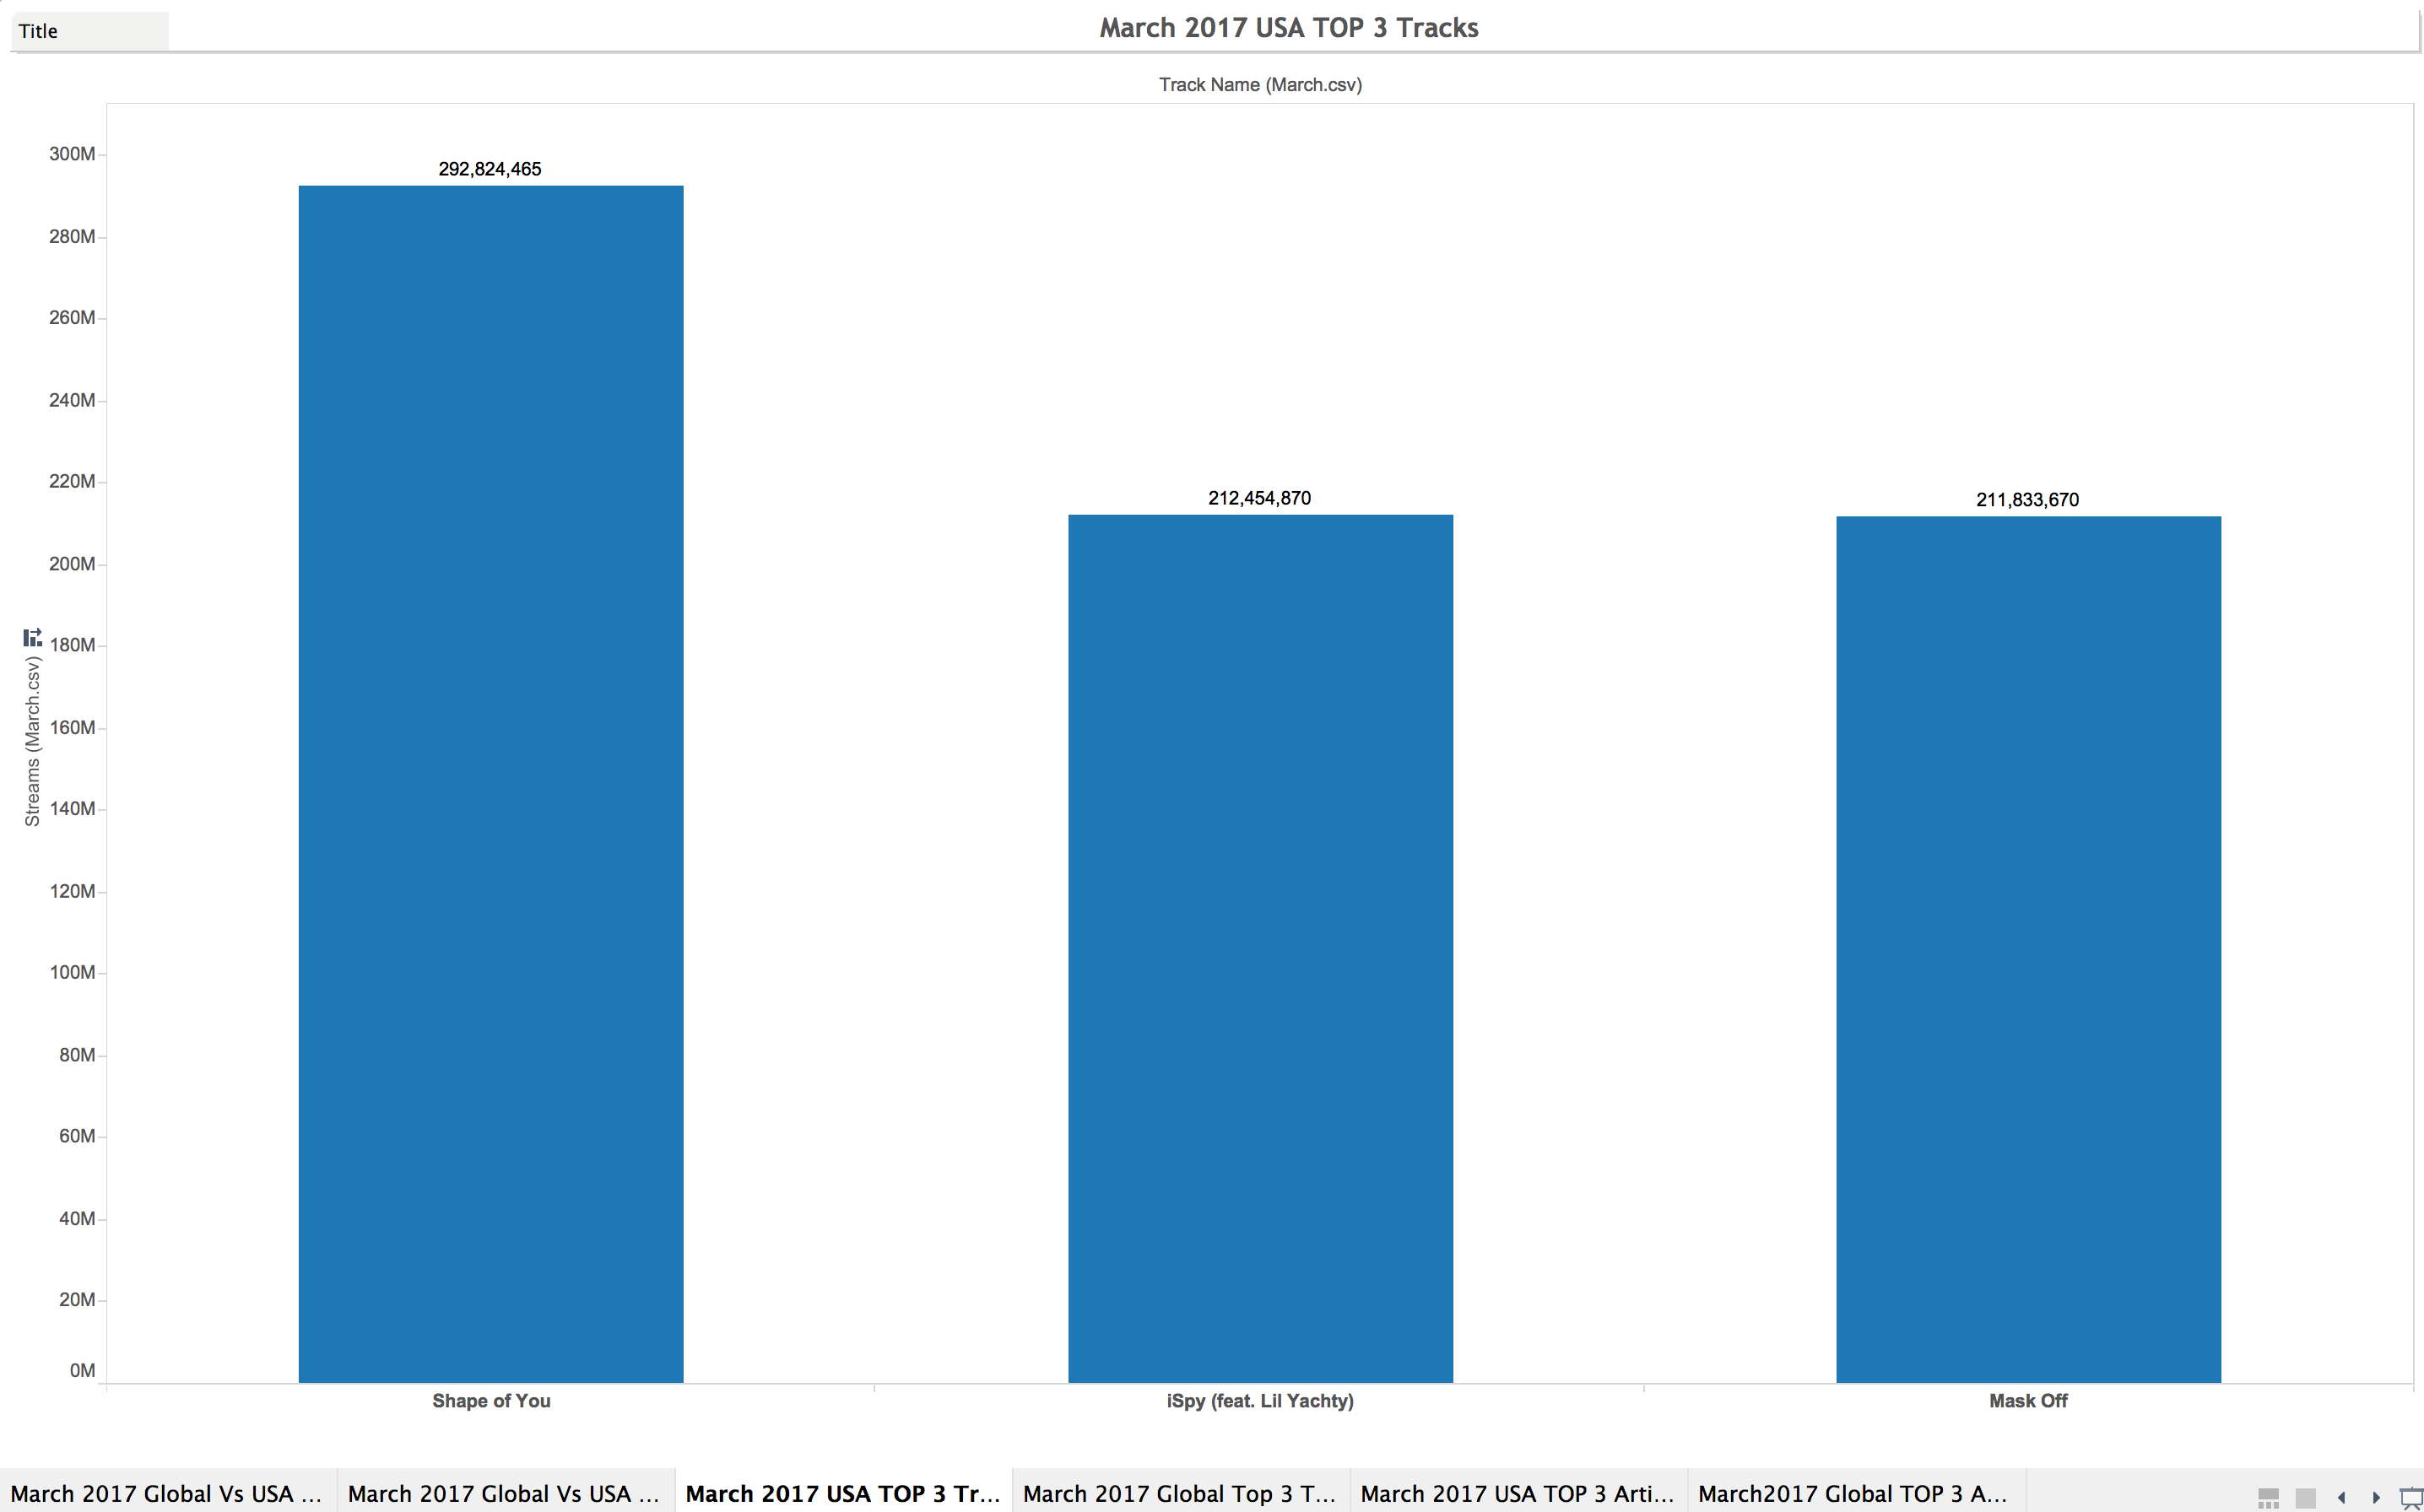 Title
March 2017 USA TOP 3 Tracks
Track Name (March.csv)
300M
280M
260M
240M
220M
200M
180M
160M
140M
120M
100M
80M
60M
40M
20M
0M
Streams (March.csv)
292,824,465
212,454,870
211,833,670
Shape of You
iSpy (feat. Lil Yachty)
Mask Off
March 2017 Global Vs USA ...
March 2017 Global Vs USA ...
March 2017 USA TOP 3 Tr...
March 2017 Global Top 3 T...
March 2017 USA TOP 3 Arti...
March2017 Global TOP 3 A...